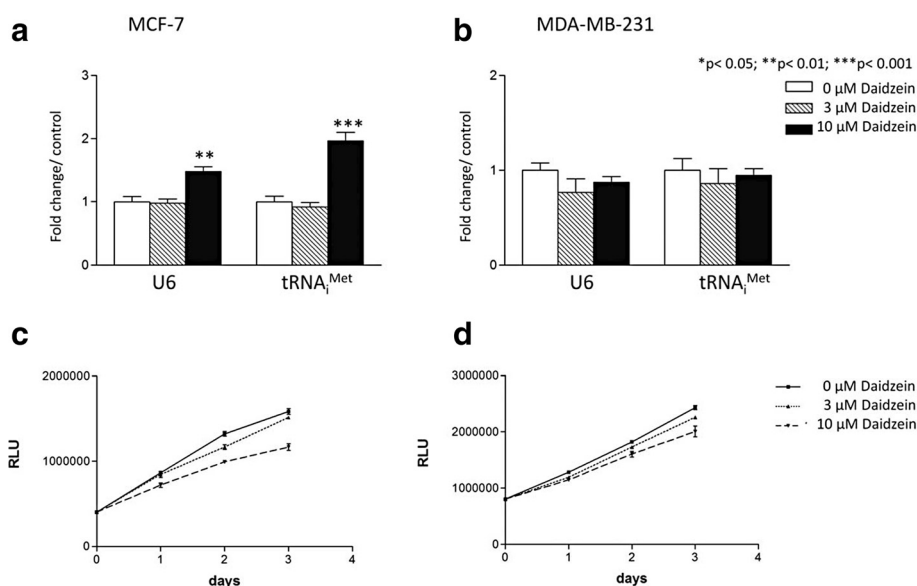 a
MCF-7
Fold change/ control
3
2
1
0
**
***
U6
tRNAᵢᴹᵉᵗ
b
MDA-MB-231
*p< 0.05; **p< 0.01; ***p< 0.001
0 µM Daidzein
3 µM Daidzein
10 µM Daidzein
Fold change/ control
2
1
0
U6
tRNAᵢᴹᵉᵗ
c
RLU
2000000
1000000
0
0 1 2 3 4
days
d
RLU
3000000
2000000
1000000
0
0 1 2 3 4
days
0 µM Daidzein
3 µM Daidzein
10 µM Daidzein